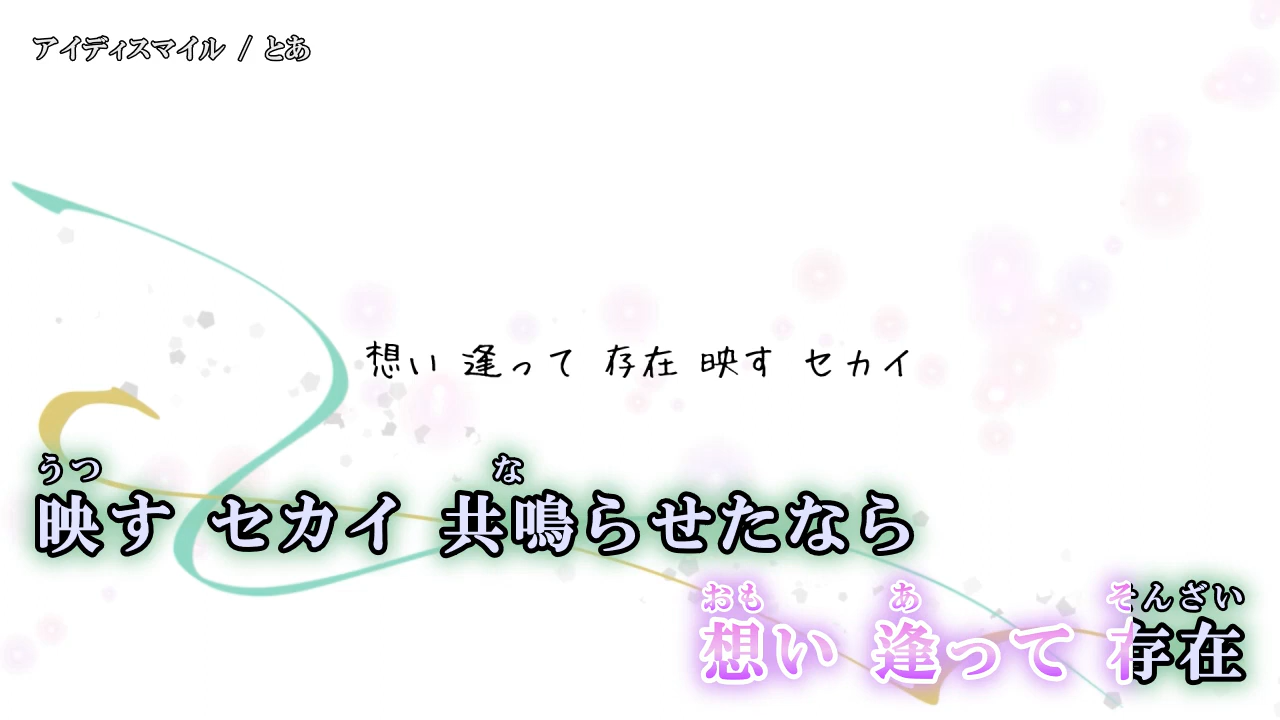 アイディスマイル / とあ
想い 逢って 存在 映す セカイ
うつ な
映す セカイ 共鳴らせたなら
おも あ そんざい
想い 逢って 存在